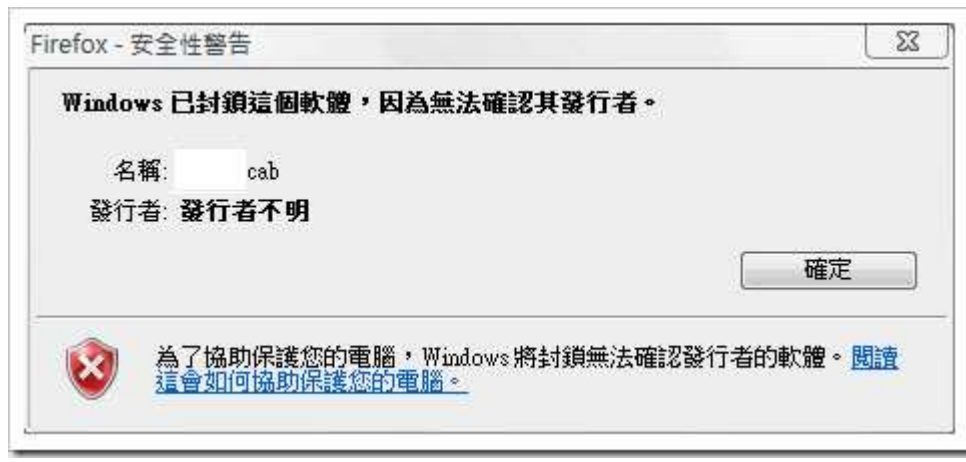 Firefox - 安全性警告
Windows 已封鎖這個軟體，因為無法確認其發行者。
名稱: cab
發行者: 發行者不明
確定
為了協助保護您的電腦，Windows 將封鎖無法確認發行者的軟體。閱讀
這會如何協助保護您的電腦。